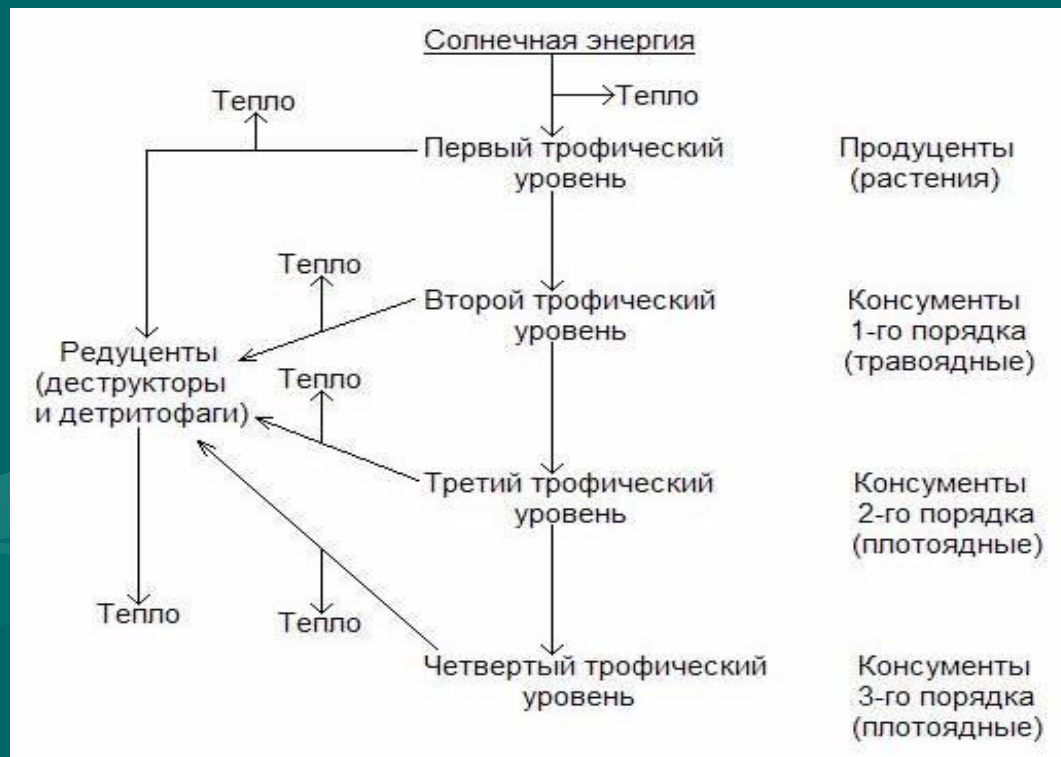 Солнечная энергия
Тепло
Тепло
Первый трофический
уровень
Продуценты
(растения)
Тепло
Второй трофический
уровень
Консументы
1-го порядка
(травоядные)
Редуценты
(деструкторы
и детритофаги)
Тепло
Третий трофический
уровень
Консументы
2-го порядка
(плотоядные)
Тепло
Тепло
Четвертый трофический
уровень
Консументы
3-го порядка
(плотоядные)